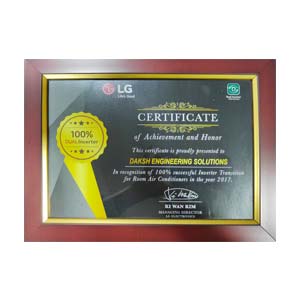 LG
Life's Good
CERTIFICATE
of Achievement and Honor
This certificate is proudly presented to
DAKSH ENGINEERING SOLUTIONS
In recognition of 100% successful Inverter Transition
for Room Air Conditioners in the year 2017.
100%
DUAL Inverter
KI WAN KIM
MANAGING DIRECTOR
LG ELECTRONICS